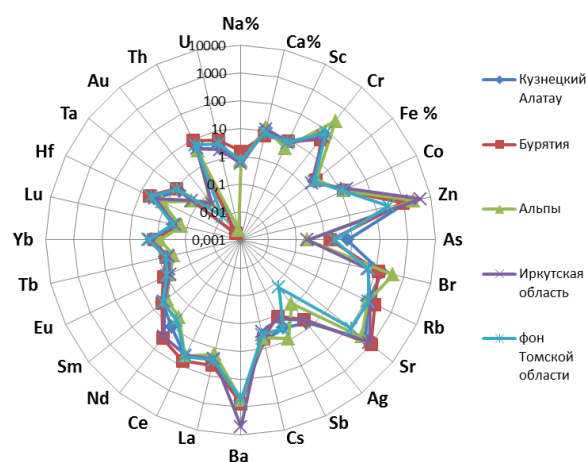 Na%
Ca%
Sc
Cr
Fe %
Co
Zn
As
Br
Rb
Sr
Ag
Sb
Cs
Ba
La
Ce
Nd
Sm
Eu
Tb
Yb
Lu
Hf
Ta
Au
Th
U
10000
1000
100
10
1
0,1
0,01
0,001
Кузнецкий
Алатау
Бурятия
Альпы
Иркутская
область
фон
Томской
области